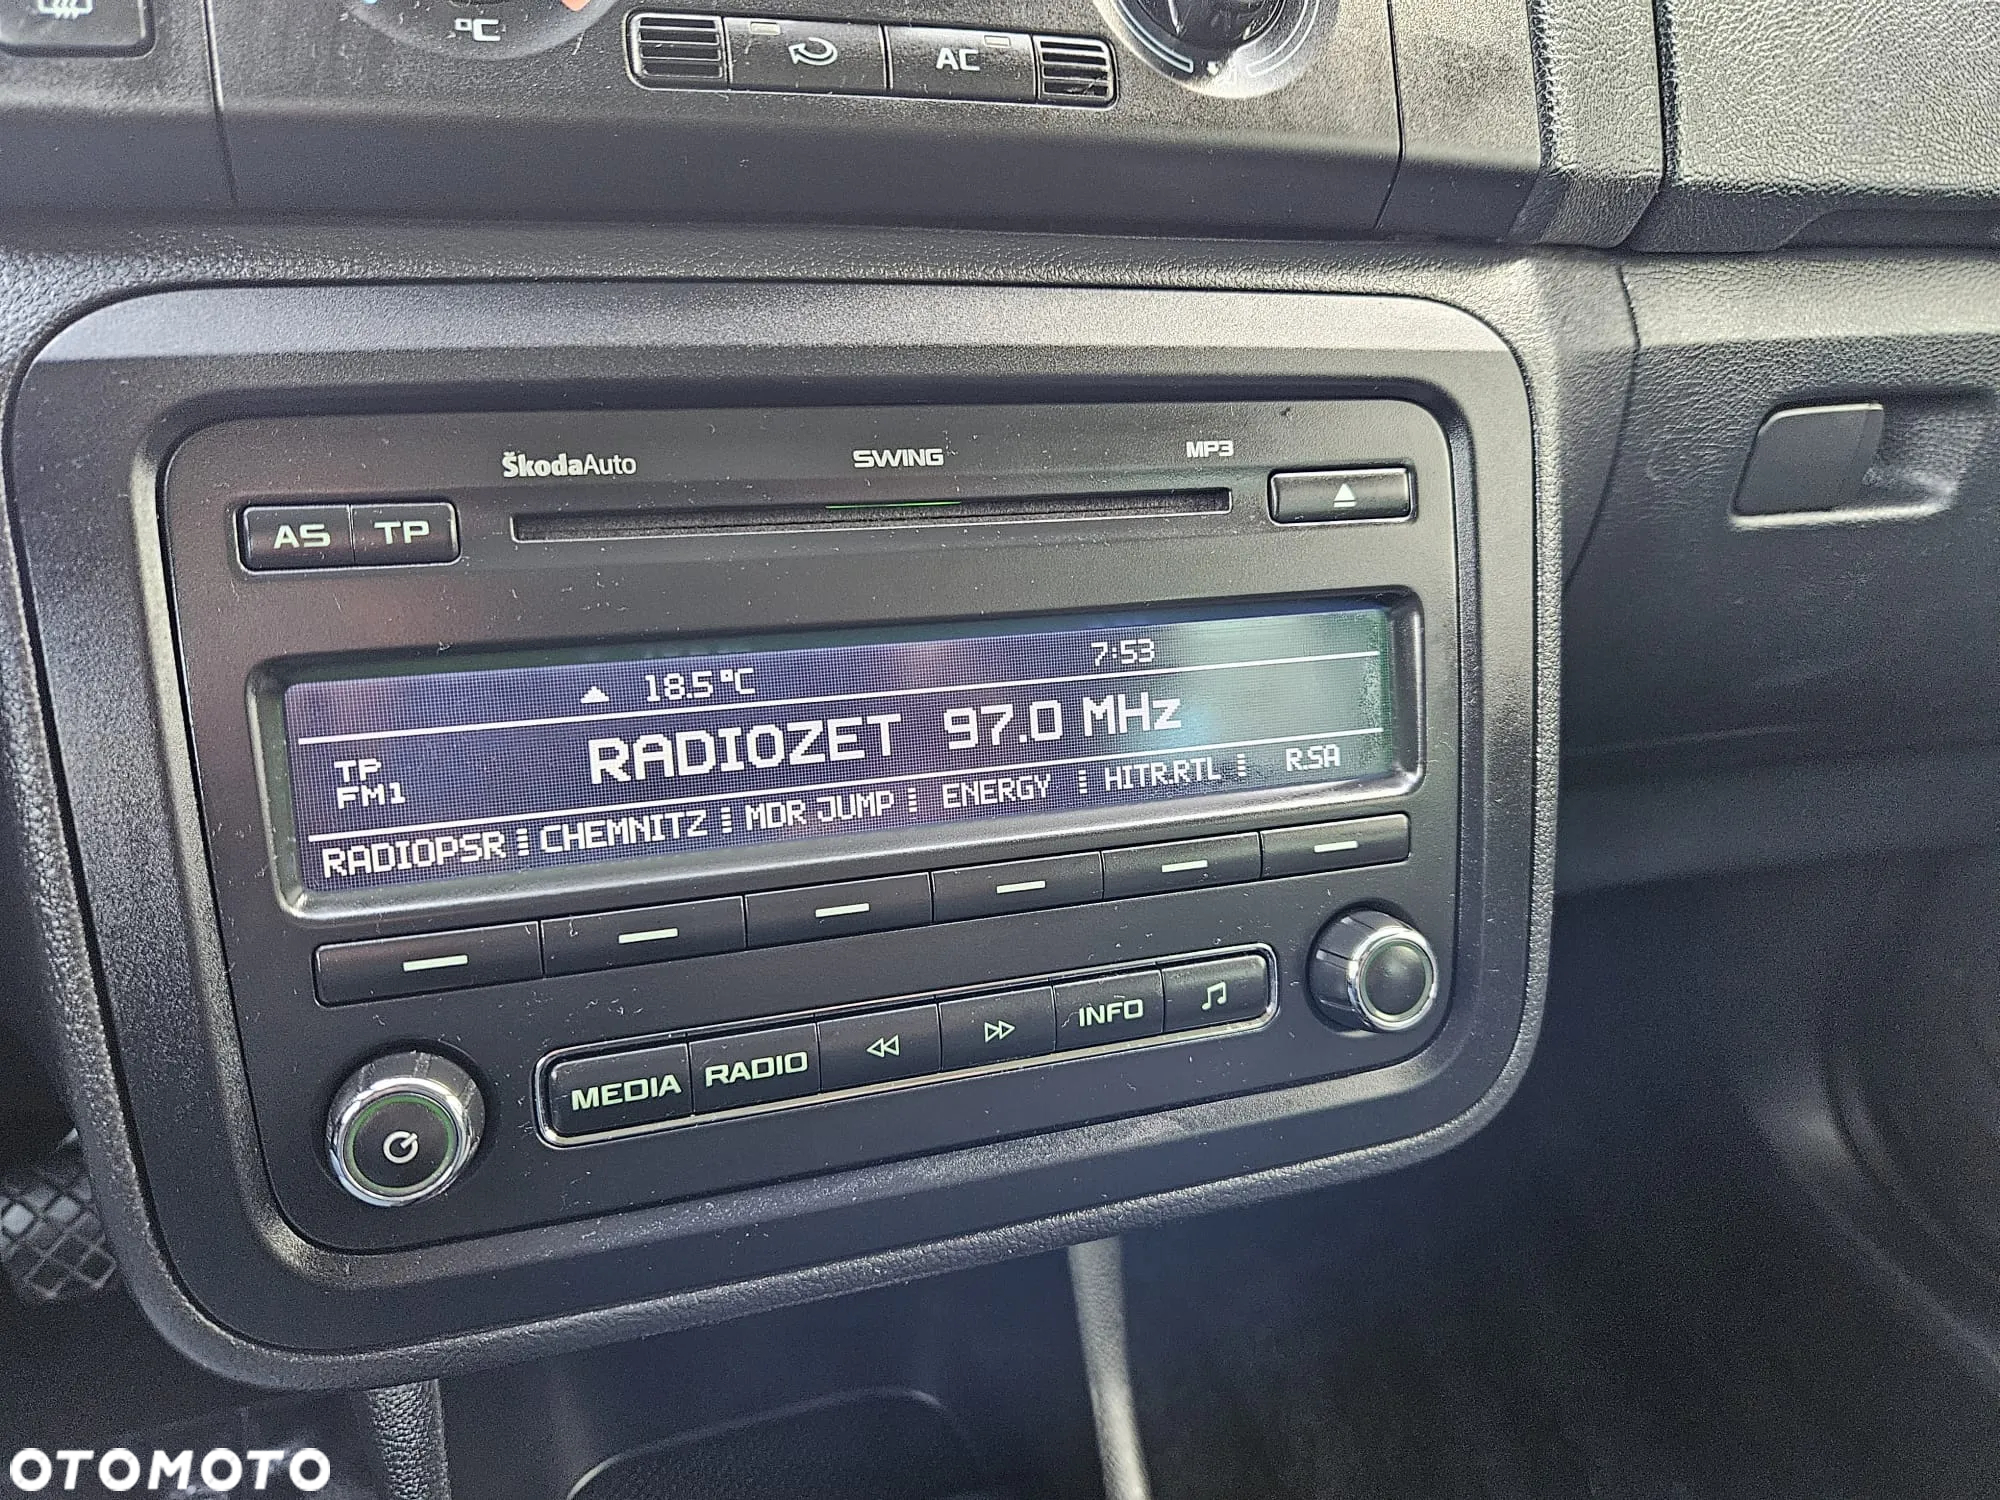 °C
AC
ŠkodaAuto SWING MP3
AS TP
18.5°C 7:53
TP
FM1
RADIOZET 97.0 MHz
RADIOPSR CHEMNITZ MDR JUMP ENERGY HITR.RTL R.SA
MEDIA RADIO INFO
OTOMOTO